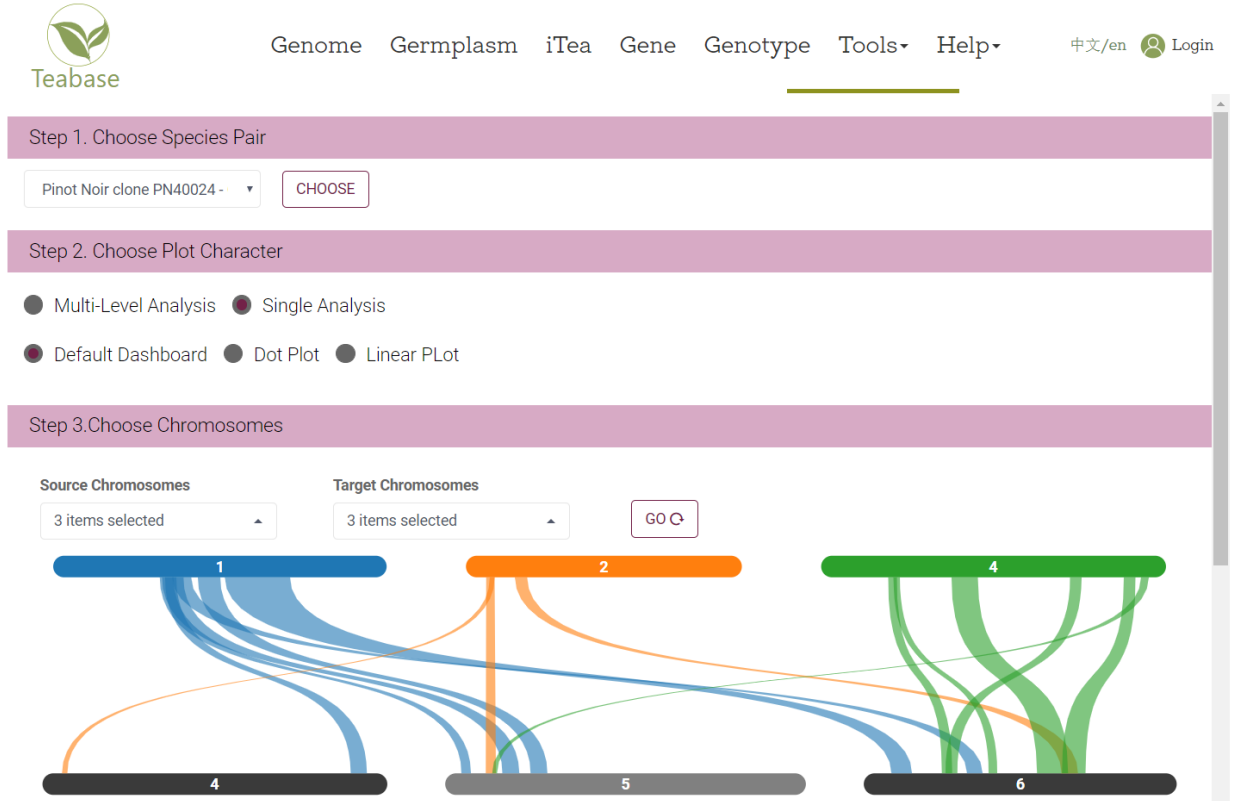 Teabase
Genome Germplasm iTea Gene Genotype Tools Help 中文/en Login
Step 1. Choose Species Pair
Pinot Noir clone PN40024 - CHOOSE
Step 2. Choose Plot Character
Multi-Level Analysis Single Analysis
Default Dashboard Dot Plot Linear PLot
Step 3.Choose Chromosomes
Source Chromosomes Target Chromosomes
3 items selected 3 items selected GO
1 2 4
4 5 6